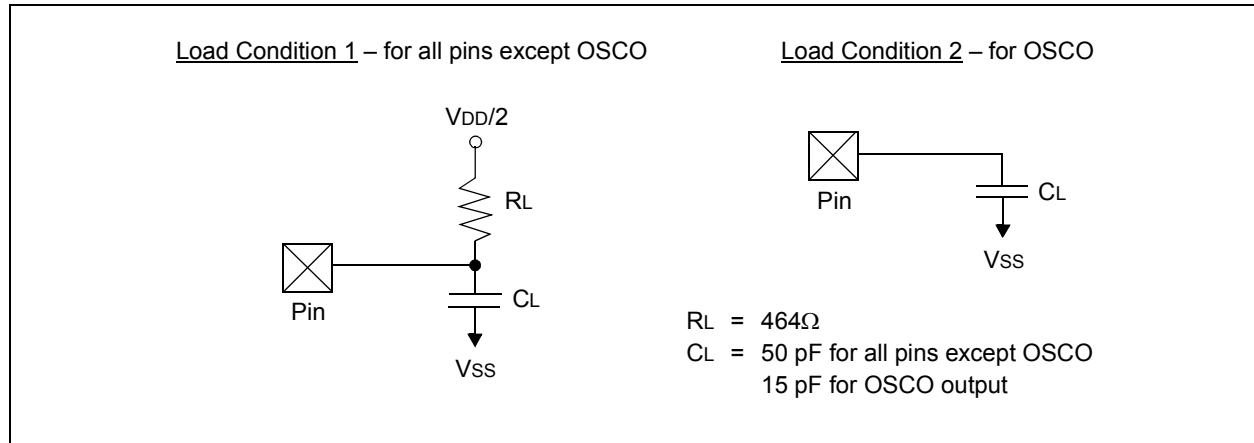 Load Condition 1 – for all pins except OSCO
VDD/2
RL
Pin
CL
VSS
Load Condition 2 – for OSCO
Pin
CL
VSS
RL = 464Ω
CL = 50 pF for all pins except OSCO
15 pF for OSCO output